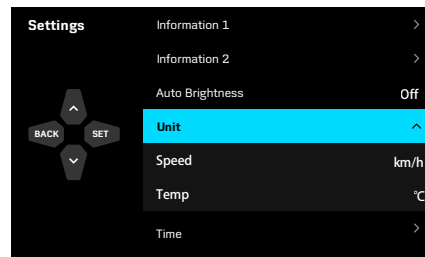 Settings
Information 1
Information 2
Auto Brightness Off
BACK SET
Unit
Speed km/h
Temp °C
Time